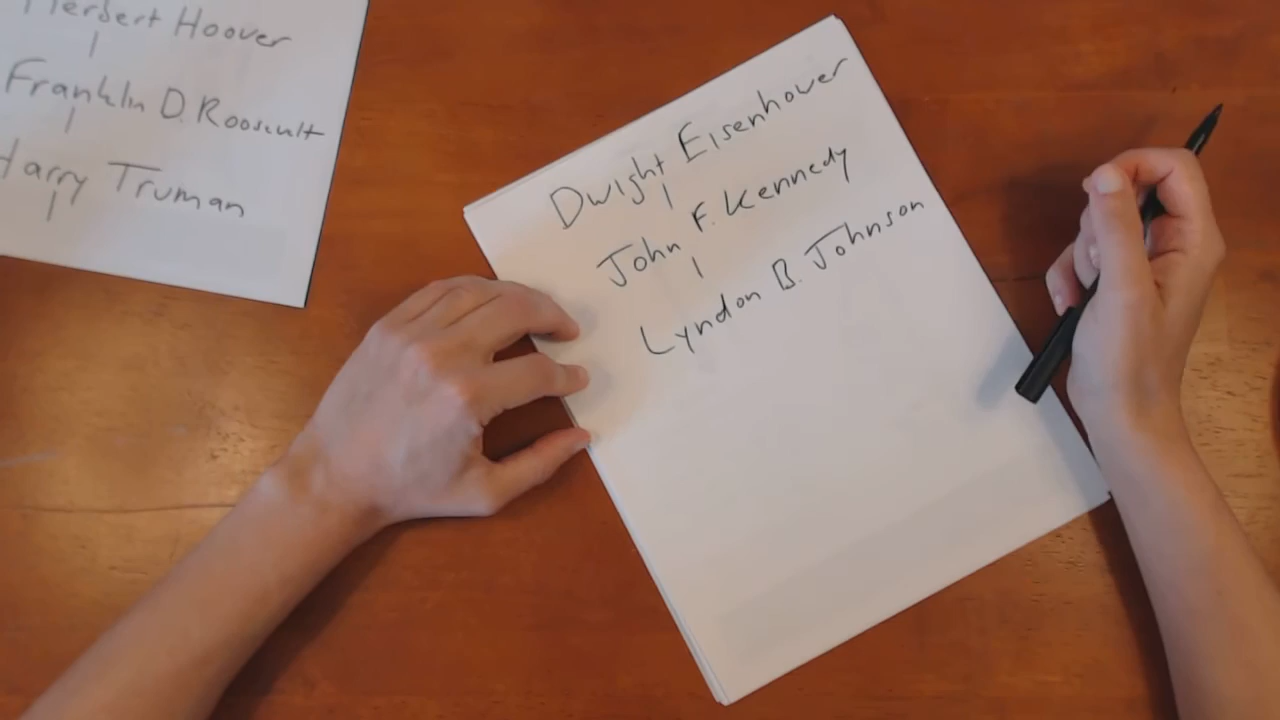 Herbert Hoover
Franklin D. Roosevelt
Harry Truman
Dwight Eisenhower
John F. Kennedy
Lyndon B. Johnson